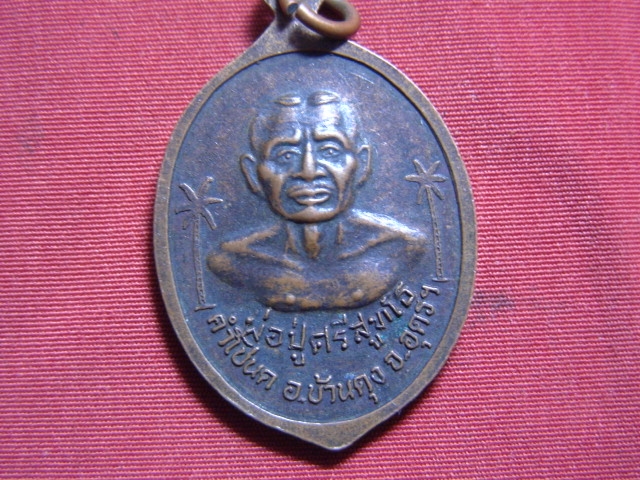 พ่อปู่ศรีสุทโธ
คำชะโนด อ.บ้านดุง จ.อุดรฯ